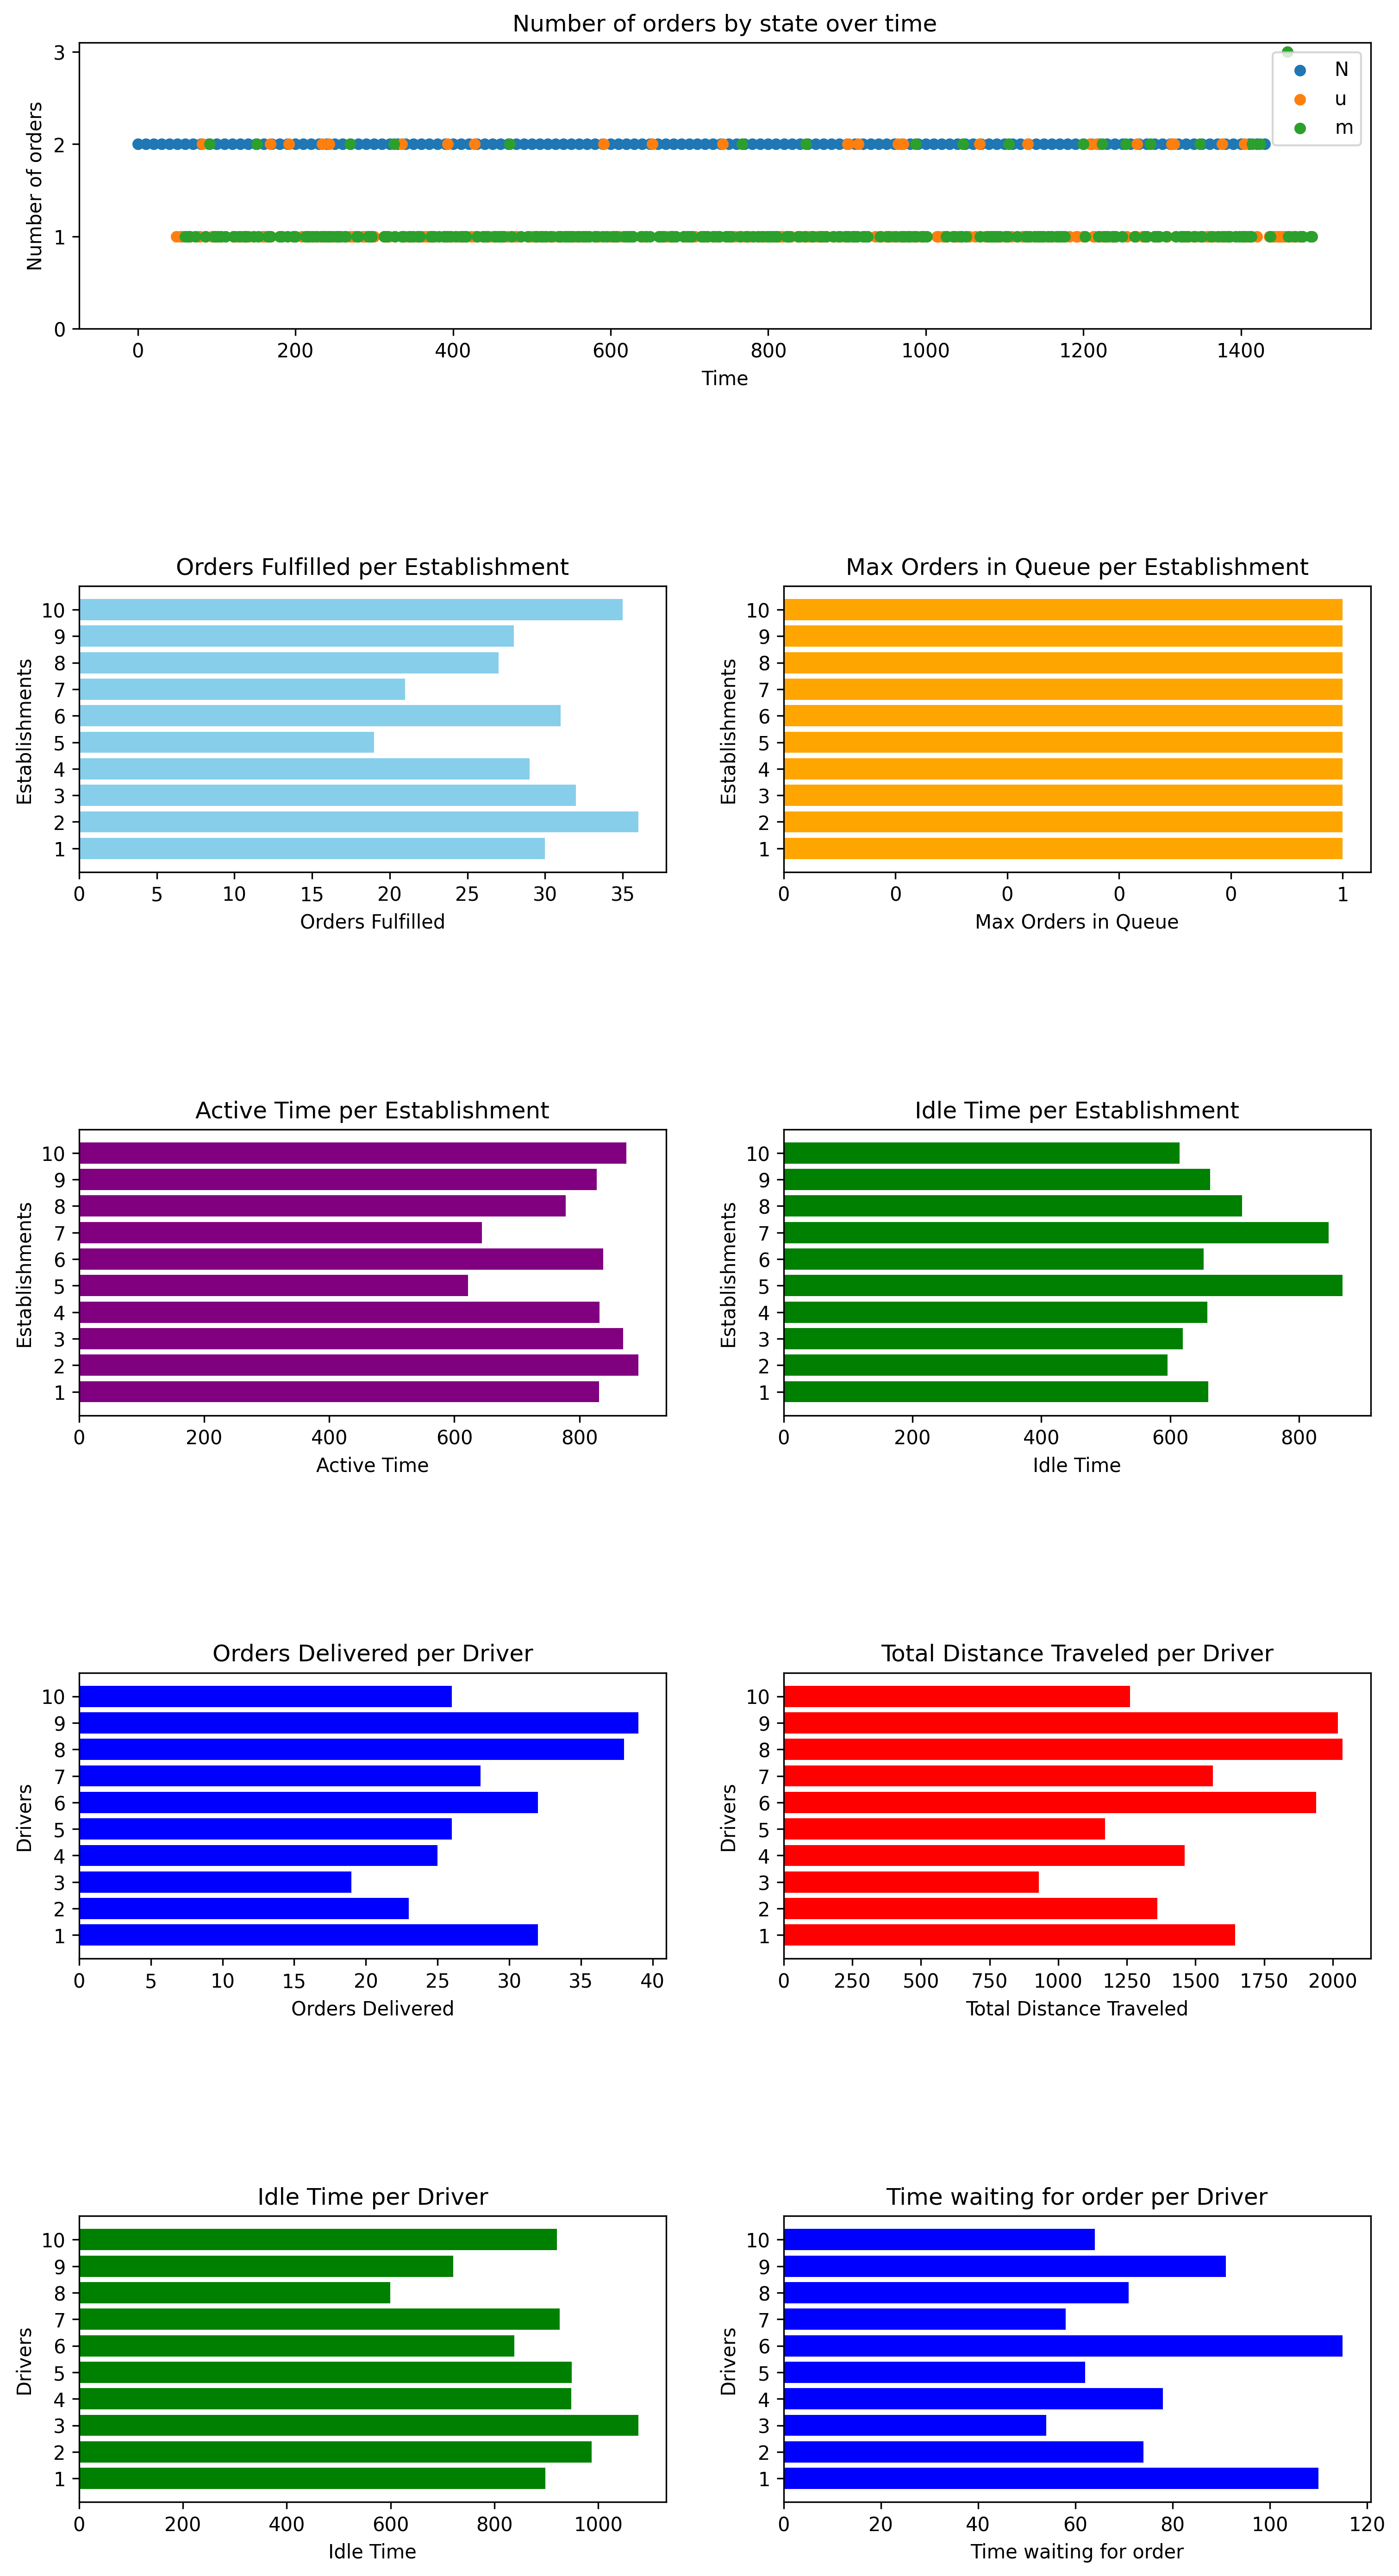 Number of orders by state over time
Number of orders
3
2
1
0
N
u
m
0 200 400 600 800 1000 1200 1400
Time
Orders Fulfilled per Establishment
Establishments
10
9
8
7
6
5
4
3
2
1
0 5 10 15 20 25 30 35
Orders Fulfilled
Max Orders in Queue per Establishment
Establishments
10
9
8
7
6
5
4
3
2
1
0 0 0 0 0 1
Max Orders in Queue
Active Time per Establishment
Establishments
10
9
8
7
6
5
4
3
2
1
0 200 400 600 800
Active Time
Idle Time per Establishment
Establishments
10
9
8
7
6
5
4
3
2
1
0 200 400 600 800
Idle Time
Orders Delivered per Driver
Drivers
10
9
8
7
6
5
4
3
2
1
0 5 10 15 20 25 30 35 40
Orders Delivered
Total Distance Traveled per Driver
Drivers
10
9
8
7
6
5
4
3
2
1
0 250 500 750 1000 1250 1500 1750 2000
Total Distance Traveled
Idle Time per Driver
Drivers
10
9
8
7
6
5
4
3
2
1
0 200 400 600 800 1000
Idle Time
Time waiting for order per Driver
Drivers
10
9
8
7
6
5
4
3
2
1
0 20 40 60 80 100 120
Time waiting for order